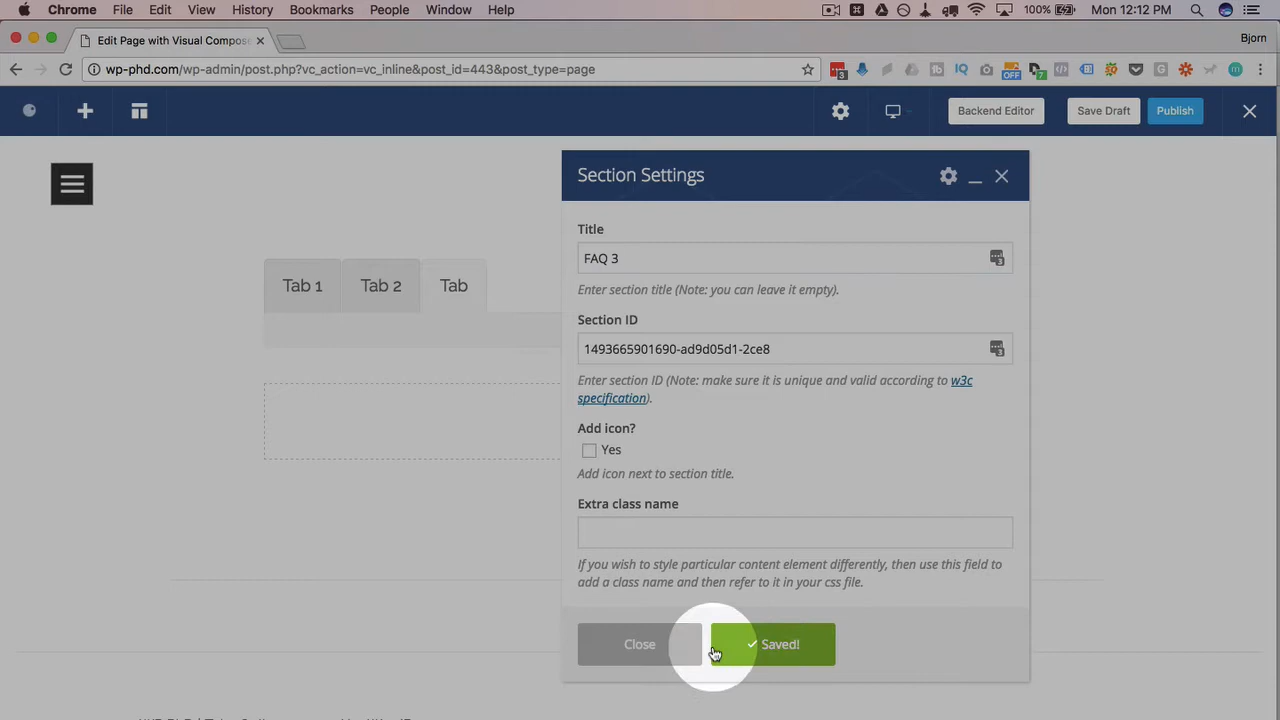 Chrome File Edit View History Bookmarks People Window Help 100% Mon 12:12 PM
Edit Page with Visual Compose
Bjorn
wp-phd.com/wp-admin/post.php?vc_action=vc_inline&post_id=443&post_type=page
Backend Editor Save Draft Publish
Section Settings
Title
FAQ 3
Enter section title (Note: you can leave it empty).
Tab 1 Tab 2 Tab
Section ID
1493665901690-ad9d05d1-2ce8
Enter section ID (Note: make sure it is unique and valid according to w3c
specification).
Add icon?
Yes
Add icon next to section title.
Extra class name
If you wish to style particular content element differently, then use this field to
add a class name and then refer to it in your css file.
Close Saved!